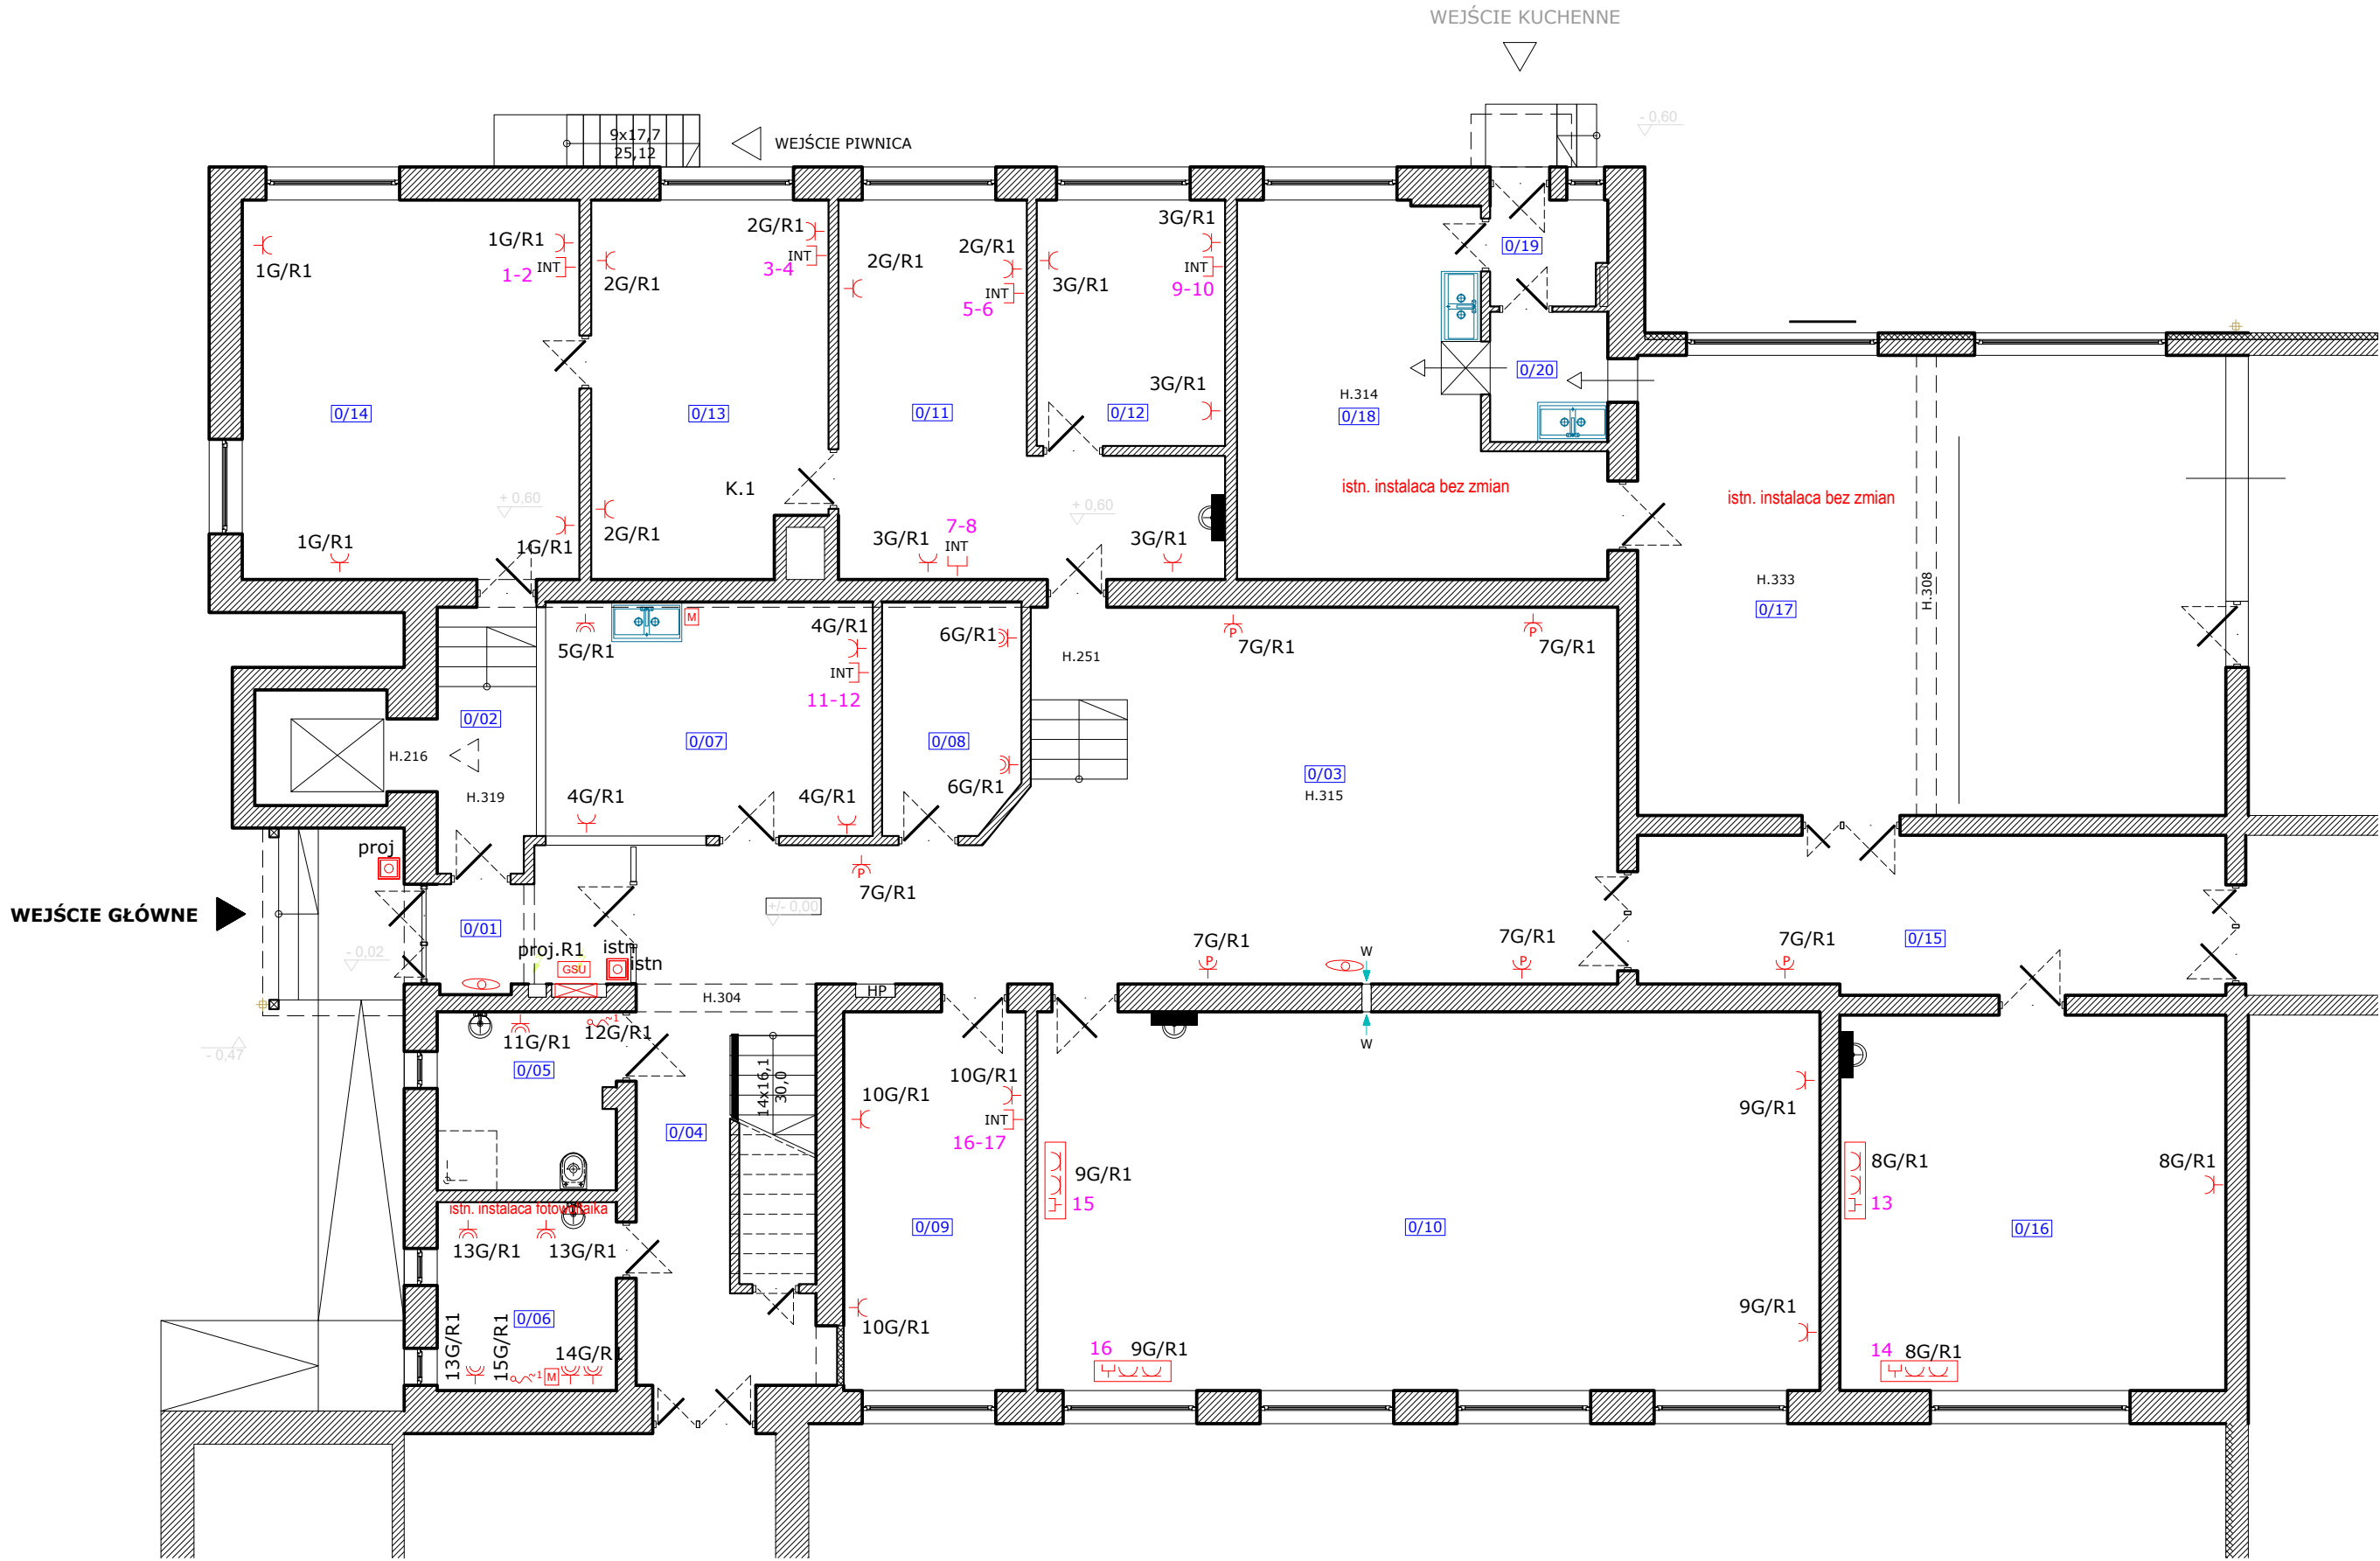 WEJŚCIE KUCHENNE
- 0,60
9x17,7
25,12
WEJŚCIE PIWNICA
1G/R1
1G/R1
INT
1-2
2G/R1
2G/R1
INT
3-4
2G/R1
2G/R1
INT
5-6
3G/R1
3G/R1
INT
9-10
0/19
0/20
3G/R1
0/14
0/13
0/11
0/12
H.314
0/18
istn. instalaca bez zmian
istn. instalaca bez zmian
K.1
+ 0,60
+ 0,60
1G/R1
1G/R1
2G/R1
3G/R1
7-8
INT
3G/R1
H.333
0/17
H.308
5G/R1
M
4G/R1
INT
11-12
6G/R1
H.251
P
7G/R1
P
7G/R1
0/02
H.216
H.319
0/07
0/08
6G/R1
0/03
H.315
4G/R1
4G/R1
proj
P
7G/R1
+/- 0,00
WEJŚCIE GŁÓWNE
0/01
- 0,02
proj.R1
istn
istn
GSU
7G/R1
P
W
7G/R1
P
7G/R1
P
0/15
H.304
HP
- 0,47
11G/R1
~1
12G/R1
W
0/05
14x16,1
30,0
10G/R1
10G/R1
INT
16-17
9G/R1
0/04
9G/R1
15
8G/R1
13
8G/R1
istn. instalaca fotowoltaika
13G/R1
13G/R1
0/09
0/10
0/16
0/06
13G/R1
15G/R1
14G/R1
~1
M
10G/R1
9G/R1
16
9G/R1
14
8G/R1